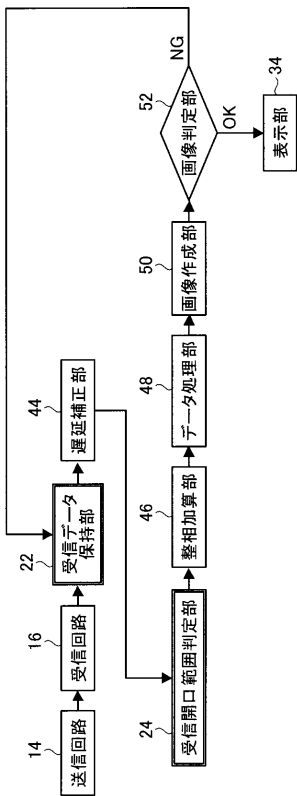 14
送信回路
16
受信回路
22
受信データ
保持部
44
遅延補正部
24
受信開口範囲判定部
46
整相加算部
48
データ処理部
50
画像作成部
52
画像判定部
NG
OK
34
表示部